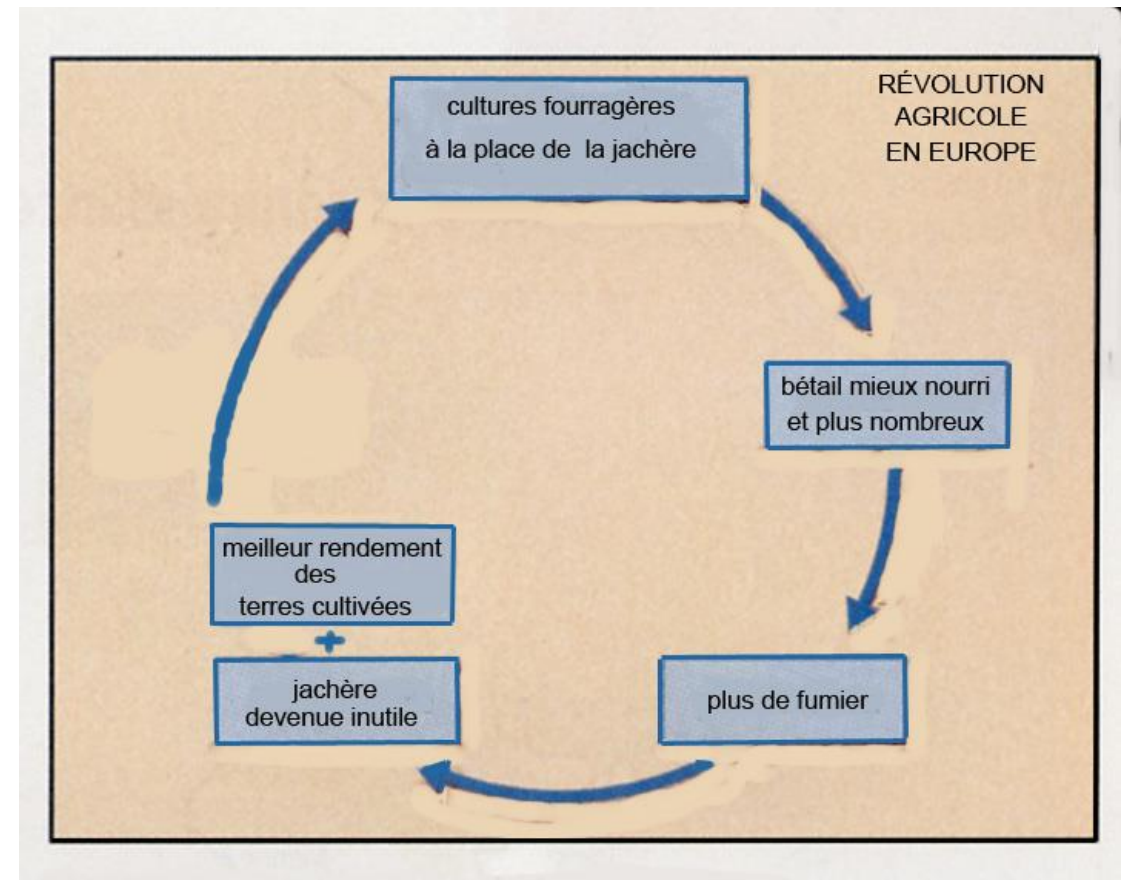 RÉVOLUTION
AGRICOLE
EN EUROPE
cultures fourragères
à la place de la jachère
bétail mieux nourri
et plus nombreux
plus de fumier
meilleur rendement
des
terres cultivées
+
jachère
devenue inutile